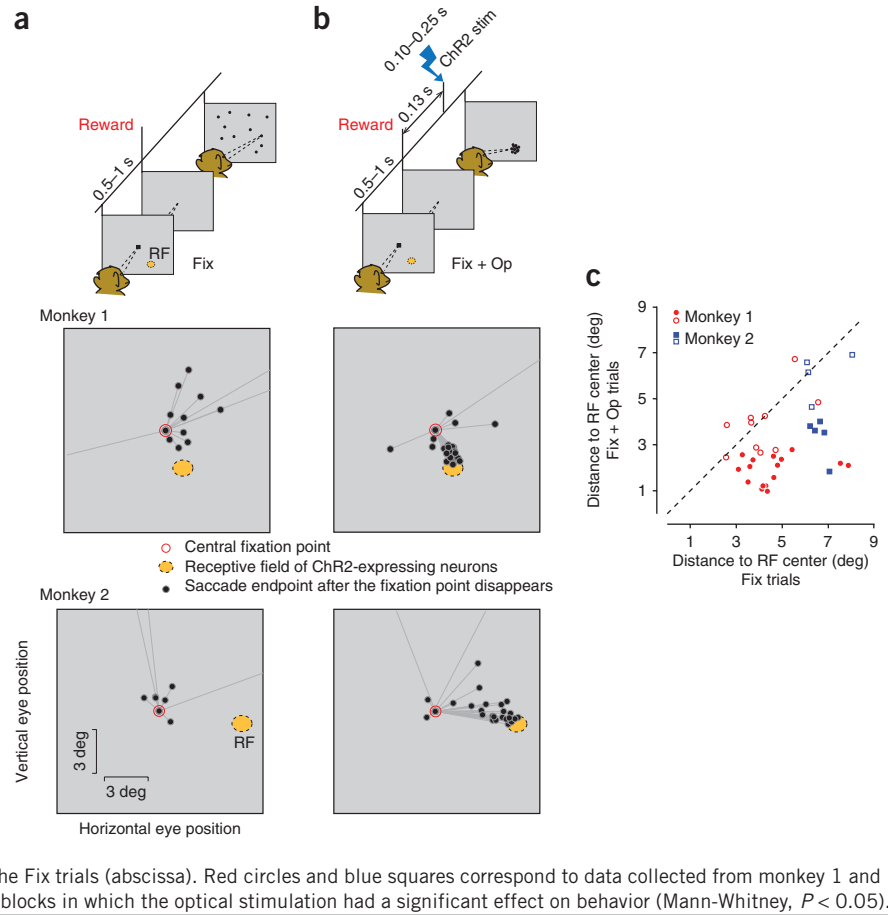 a
Reward
0.5–1 s
RF
Fix
b
0.10–0.25 s
ChR2 stim
0.13 s
Reward
0.5–1 s
Fix + Op
Monkey 1
Central fixation point
Receptive field of ChR2-expressing neurons
Saccade endpoint after the fixation point disappears
Monkey 2
RF
3 deg
3 deg
Vertical eye position
Horizontal eye position
c
Distance to RF center (deg)
Fix + Op trials
9
7
5
3
1
Monkey 1
Monkey 2
1 3 5 7 9
Distance to RF center (deg)
Fix trials
he Fix trials (abscissa). Red circles and blue squares correspond to data collected from monkey 1 and
blocks in which the optical stimulation had a significant effect on behavior (Mann-Whitney, P < 0.05).